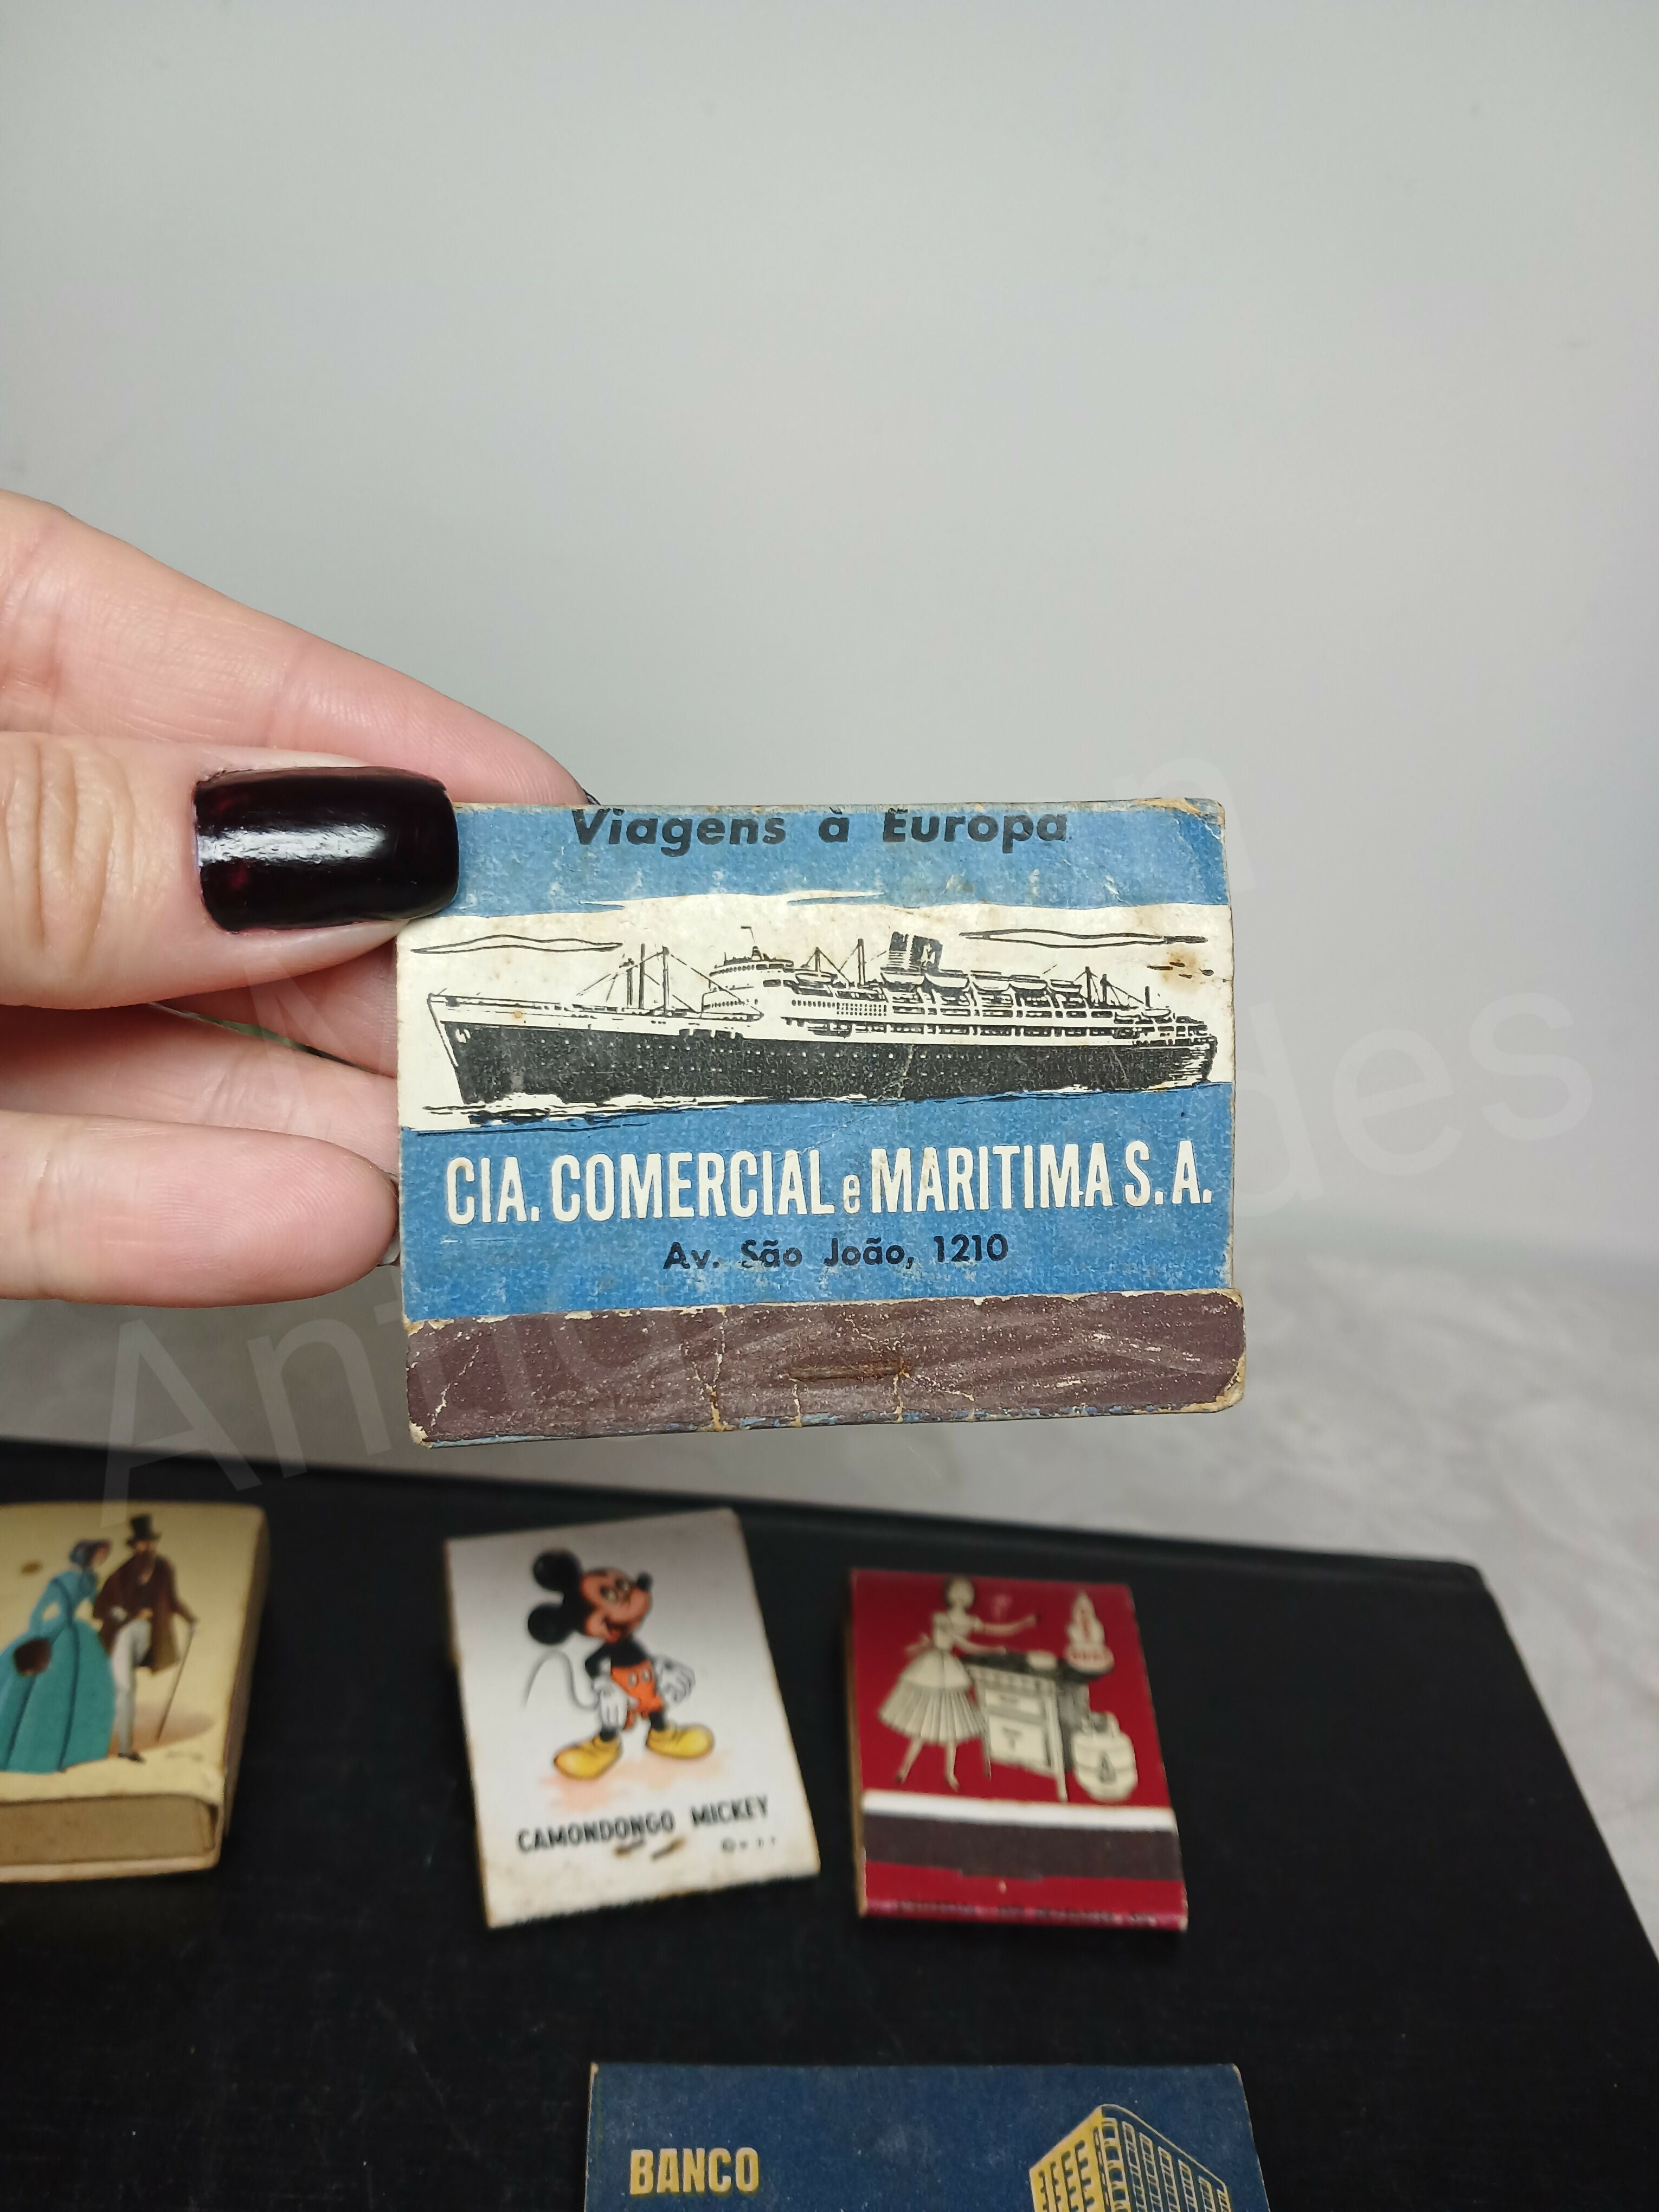 Viagens à Europa
CIA. COMERCIAL e MARITIMA S. A.
Av. São João, 1210
CAMONDONGO MICKEY
BANCO